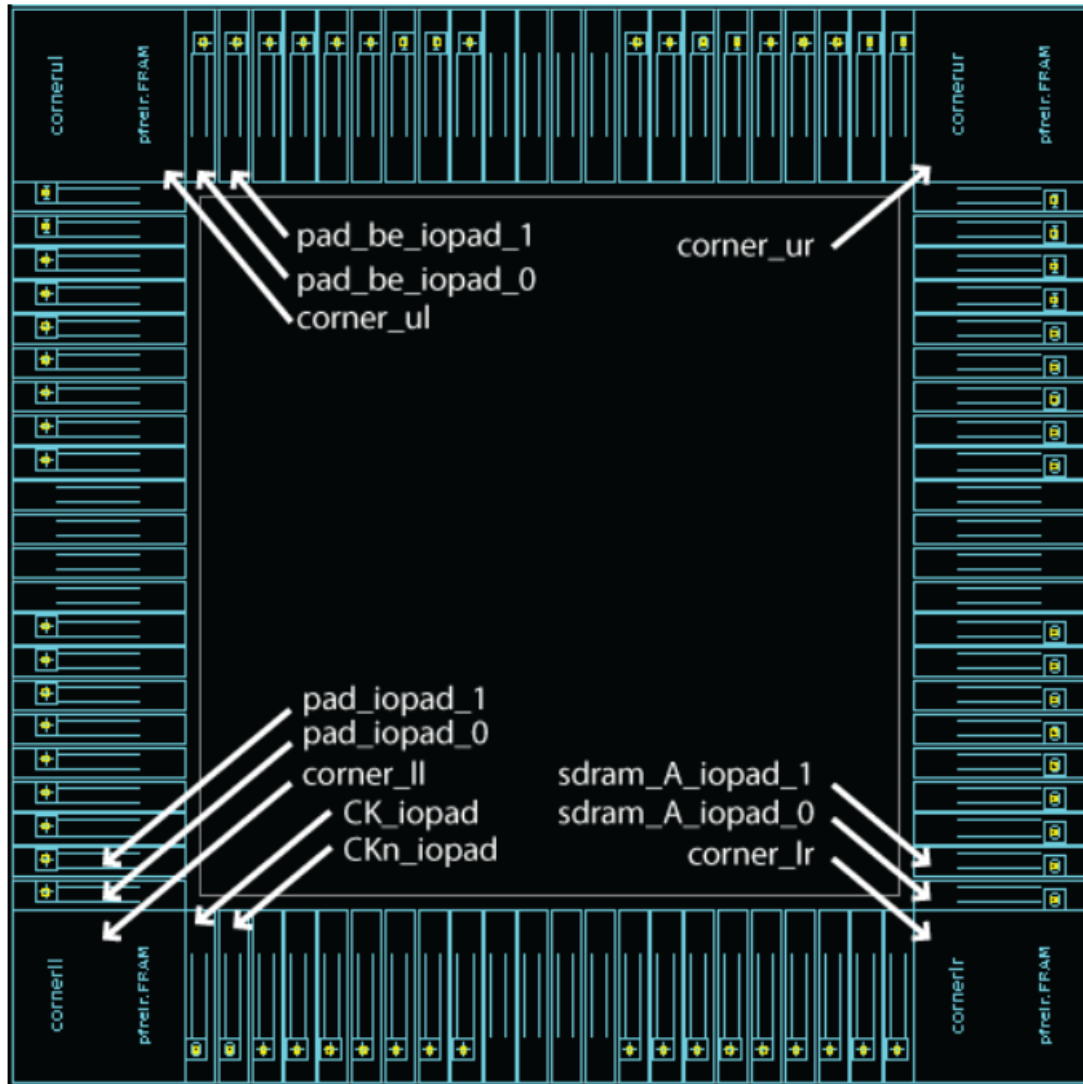 cornerul
pfrelr.FRAM
cornerur
pfrelr.FRAM
pad_be_iopad_1
pad_be_iopad_0
corner_ul
corner_ur
pad_iopad_1
pad_iopad_0
corner_ll
CK_iopad
CKn_iopad
sdram_A_iopad_1
sdram_A_iopad_0
corner_lr
cornerll
pfrelr.FRAM
cornerlr
pfrelr.FRAM